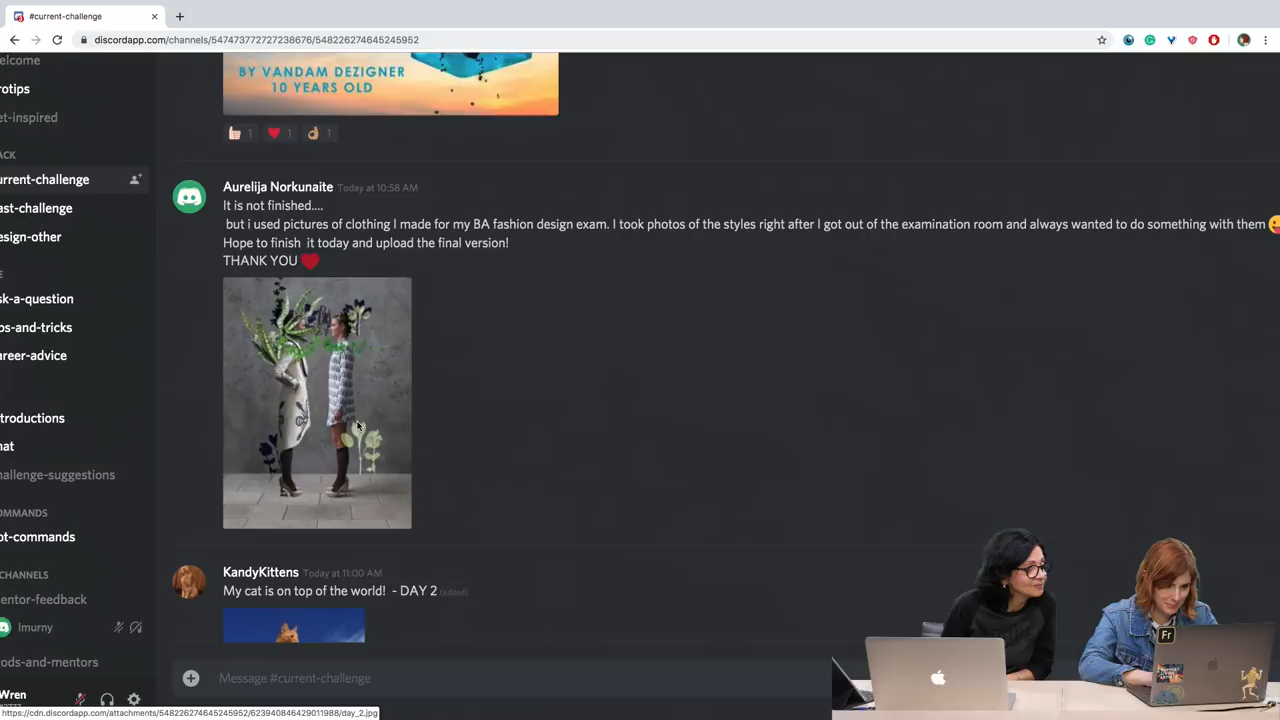 #current-challenge
discordapp.com/channels/547473772727238676/548226274645245952
elcome
rotips
et-inspired
ACK
urrent-challenge
ast-challenge
esign-other
E
sk-a-question
ps-and-tricks
areer-advice
troductions
hat
hallenge-suggestions
OMMANDS
ot-commands
CHANNELS
entor-feedback
lmurny
ods-and-mentors
Wren
BY VANDAM DEZIGNER
10 YEARS OLD
1 1 1
Aurelija Norkunaite Today at 10:58 AM
It is not finished....
but i used pictures of clothing I made for my BA fashion design exam. I took photos of the styles right after I got out of the examination room and always wanted to do something with them
Hope to finish it today and upload the final version!
THANK YOU
KandyKittens Today at 11:00 AM
My cat is on top of the world! - DAY 2 (edited)
Message #current-challenge
https://cdn.discordapp.com/attachments/548226274645245952/623940846429011988/day_2.jpg
Fr